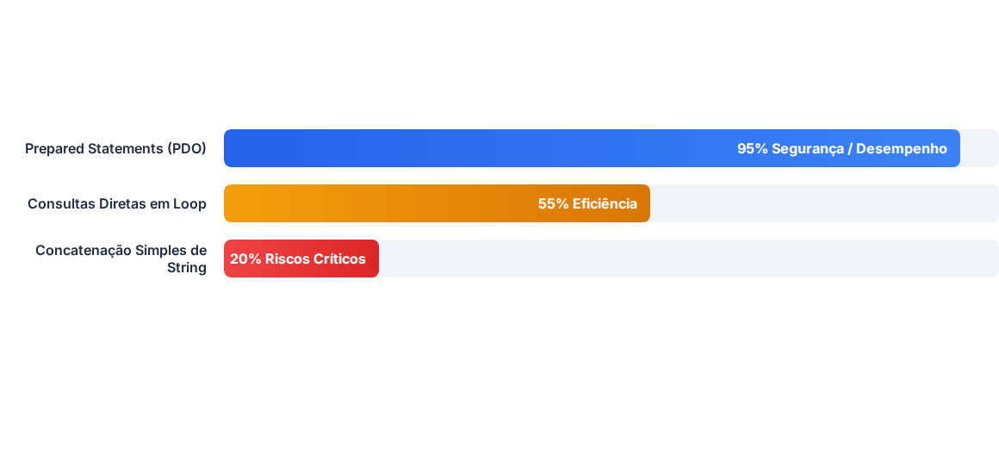 Prepared Statements (PDO)
95% Segurança / Desempenho
Consultas Diretas em Loop
55% Eficiência
Concatenação Simples de
String
20% Riscos Críticos